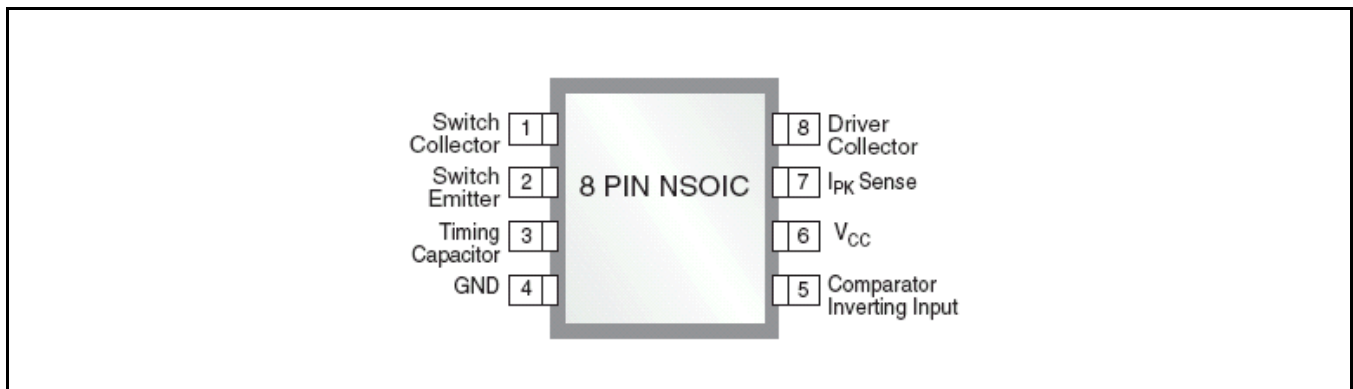 Switch
Collector
1
Switch
Emitter
2
Timing
Capacitor
3
GND
4
8 PIN NSOIC
8
Driver
Collector
7
IPK Sense
6
VCC
5
Comparator
Inverting Input